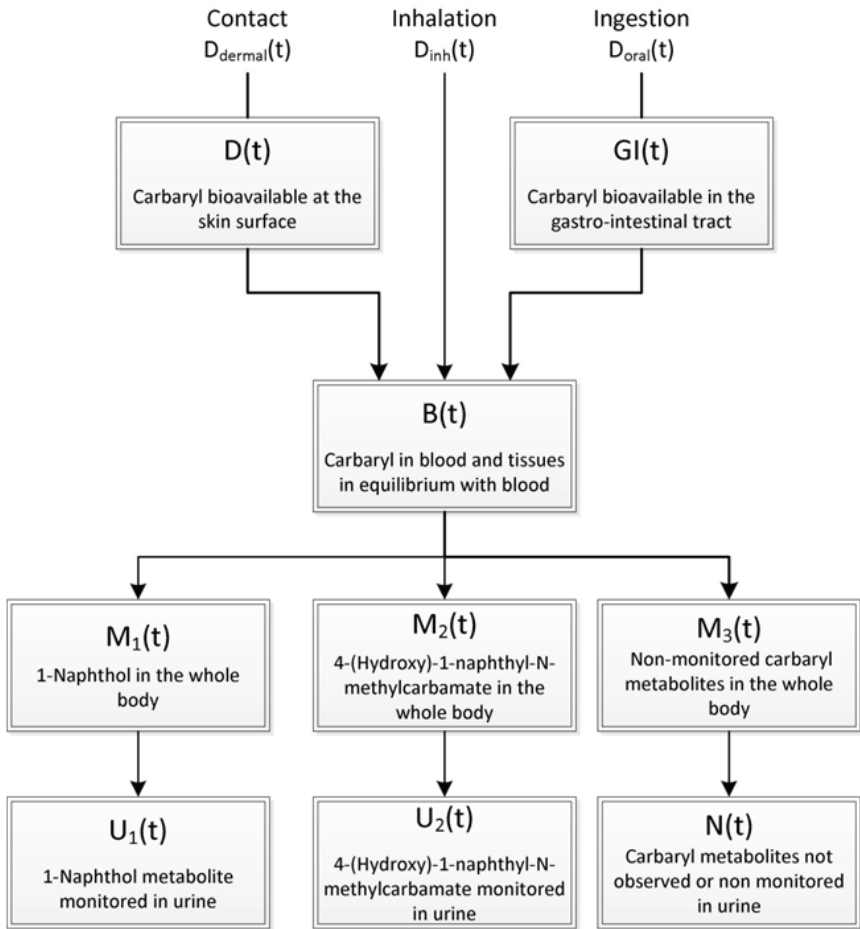 Contact
D_dermal(t)
Inhalation
D_inh(t)
Ingestion
D_oral(t)
D(t)
Carbaryl bioavailable at the
skin surface
GI(t)
Carbaryl bioavailable in the
gastro-intestinal tract
B(t)
Carbaryl in blood and tissues
in equilibrium with blood
M₁(t)
1-Naphthol in the whole
body
M₂(t)
4-(Hydroxy)-1-naphthyl-N-
methylcarbamate in the
whole body
M₃(t)
Non-monitored carbaryl
metabolites in the whole
body
U₁(t)
1-Naphthol metabolite
monitored in urine
U₂(t)
4-(Hydroxy)-1-naphthyl-N-
methylcarbamate monitored
in urine
N(t)
Carbaryl metabolites not
observed or non monitored
in urine